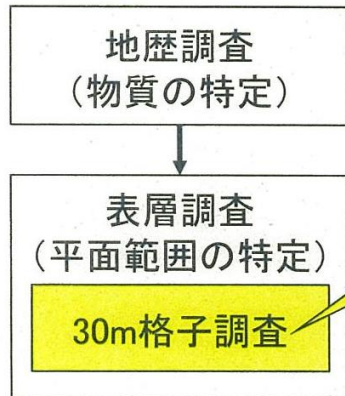 地歴調査
(物質の特定)
表層調査
(平面範囲の特定)
30m格子調査